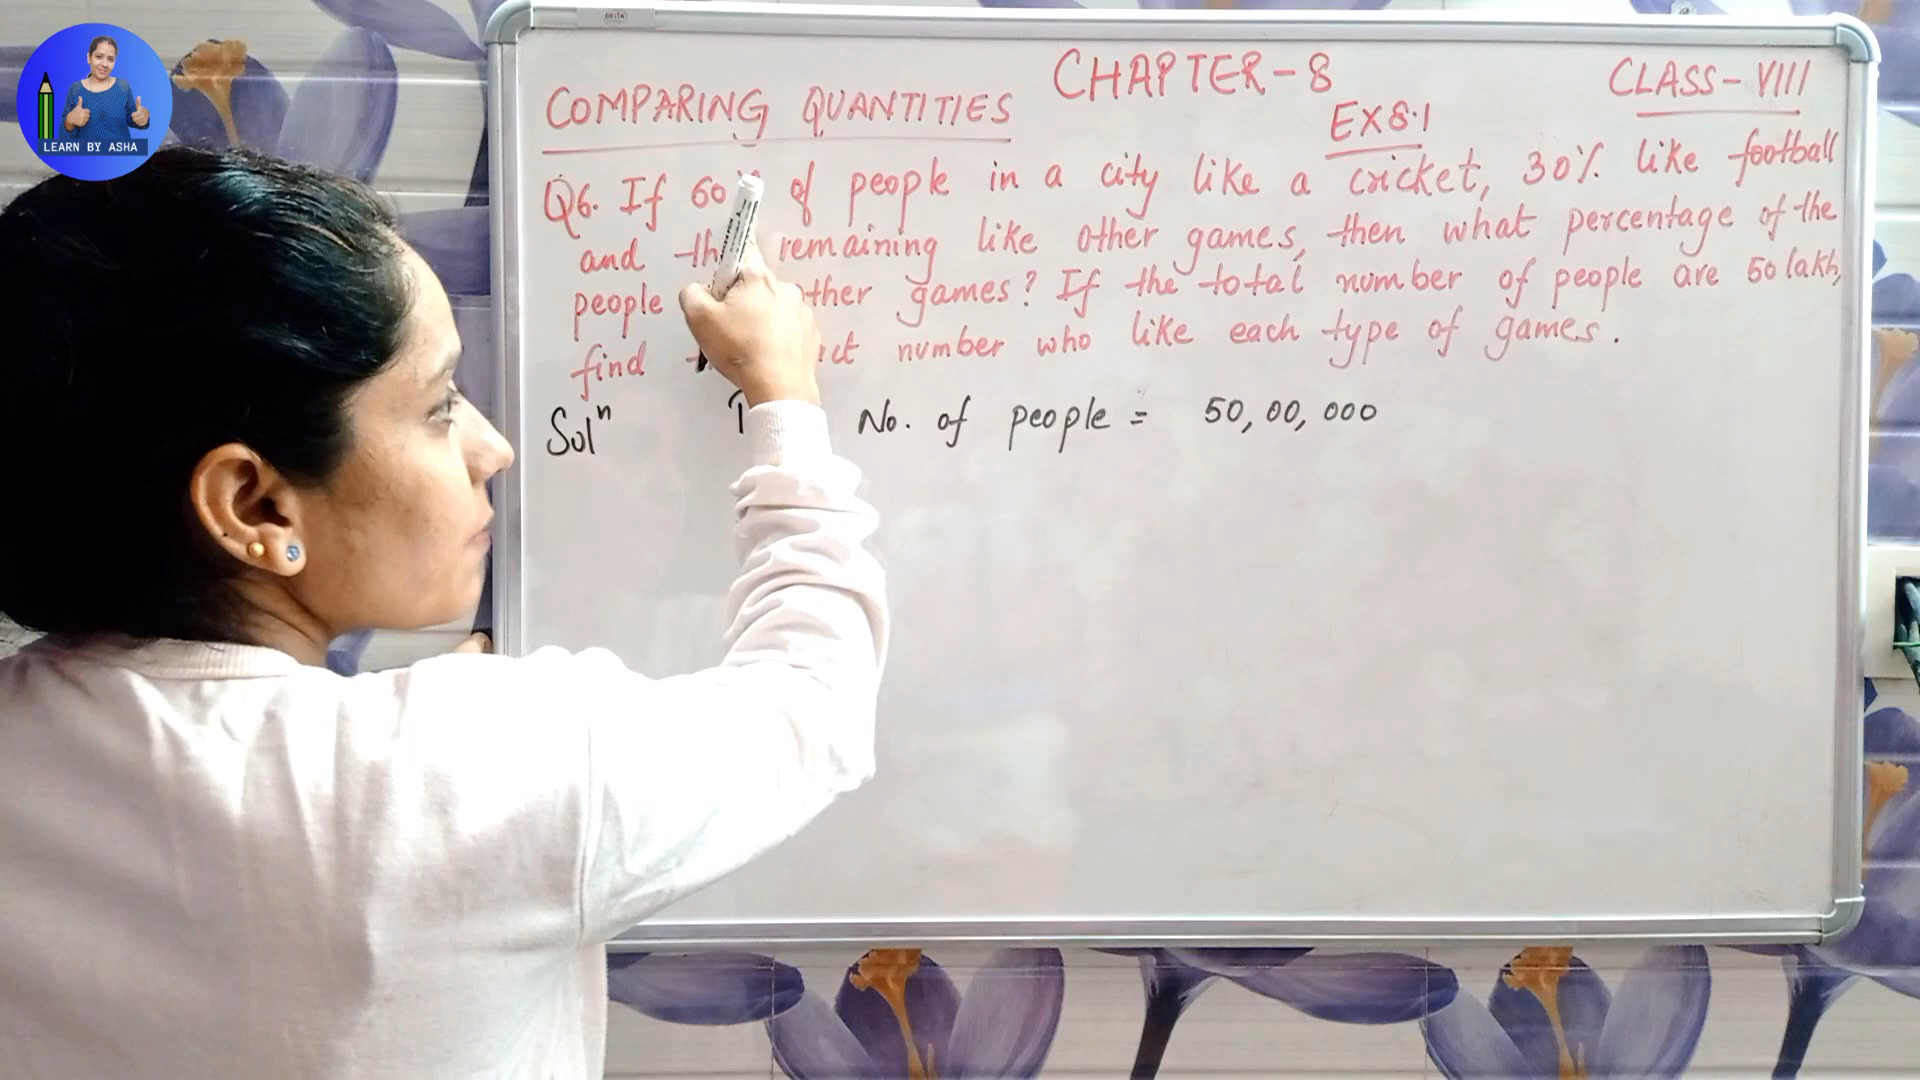 DELTA
LEARN BY ASHA
CHAPTER-8
CLASS-VIII
COMPARING QUANTITIES
EX 8.1
Q6. If 60% of people in a city like a cricket, 30% like football
and remaining like other games, then what percentage of the
people other games? If the total number of people are 50 lakh,
find number who like each type of games.
Solⁿ No. of people = 50,00,000